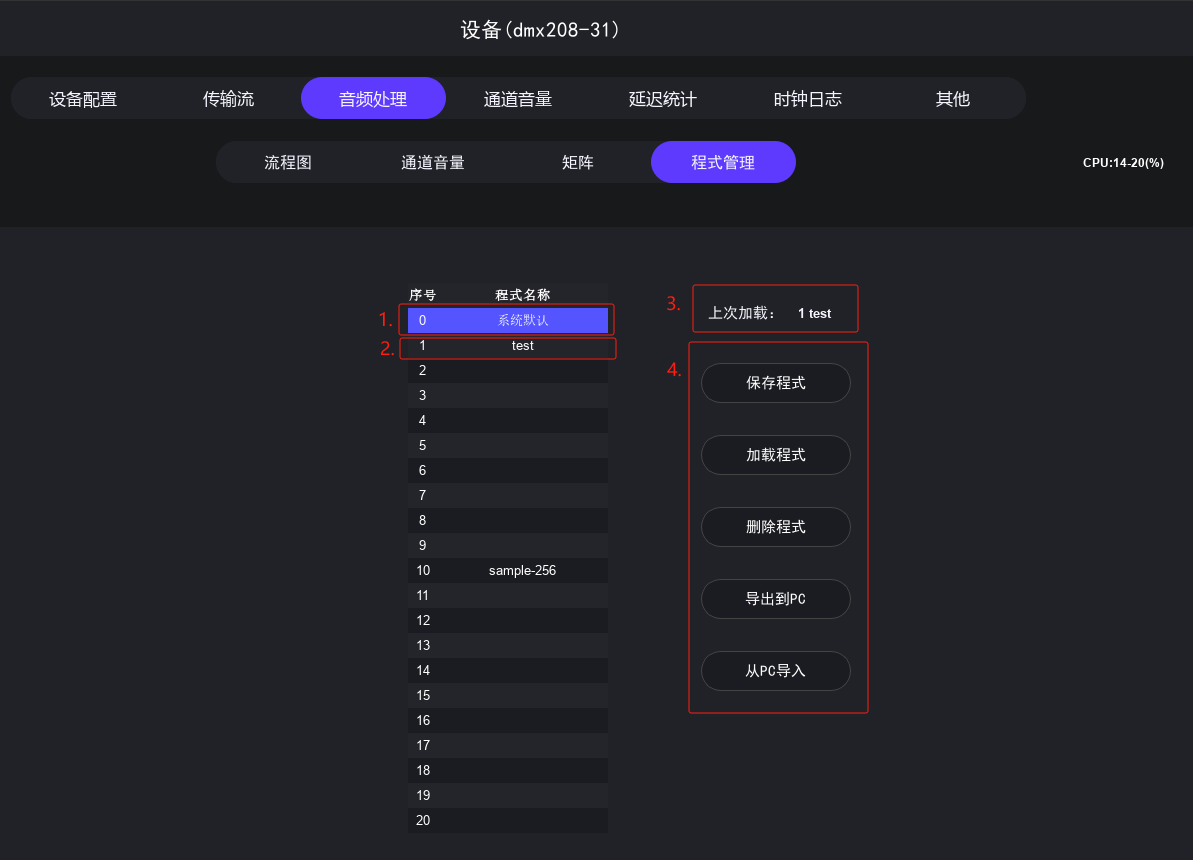 设备(dmx208-31)
设备配置 传输流 音频处理 通道音量 延迟统计 时钟日志 其他
流程图 通道音量 矩阵 程式管理 CPU:14-20(%)
序号 程式名称
1. 0 系统默认
2. 1 test
2
3
4
5
6
7
8
9
10 sample-256
11
12
13
14
15
16
17
18
19
20
3. 上次加载： 1 test
4. 保存程式
加载程式
删除程式
导出到PC
从PC导入